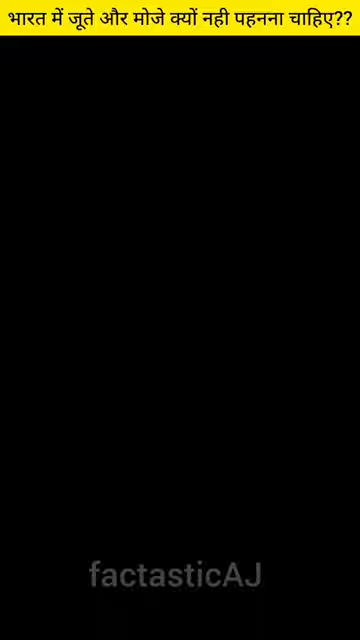 भारत में जूते और मोजे क्यों नही पहनना चाहिए??
factasticAJ